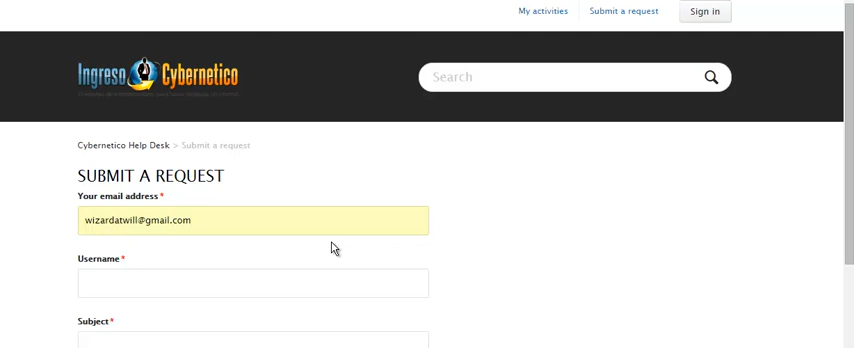 My activities
Submit a request
Sign in
Ingreso Cybernetico
Search
Cybernetico Help Desk > Submit a request
SUBMIT A REQUEST
Your email address*
wizardatwill@gmail.com
Username*
Subject*